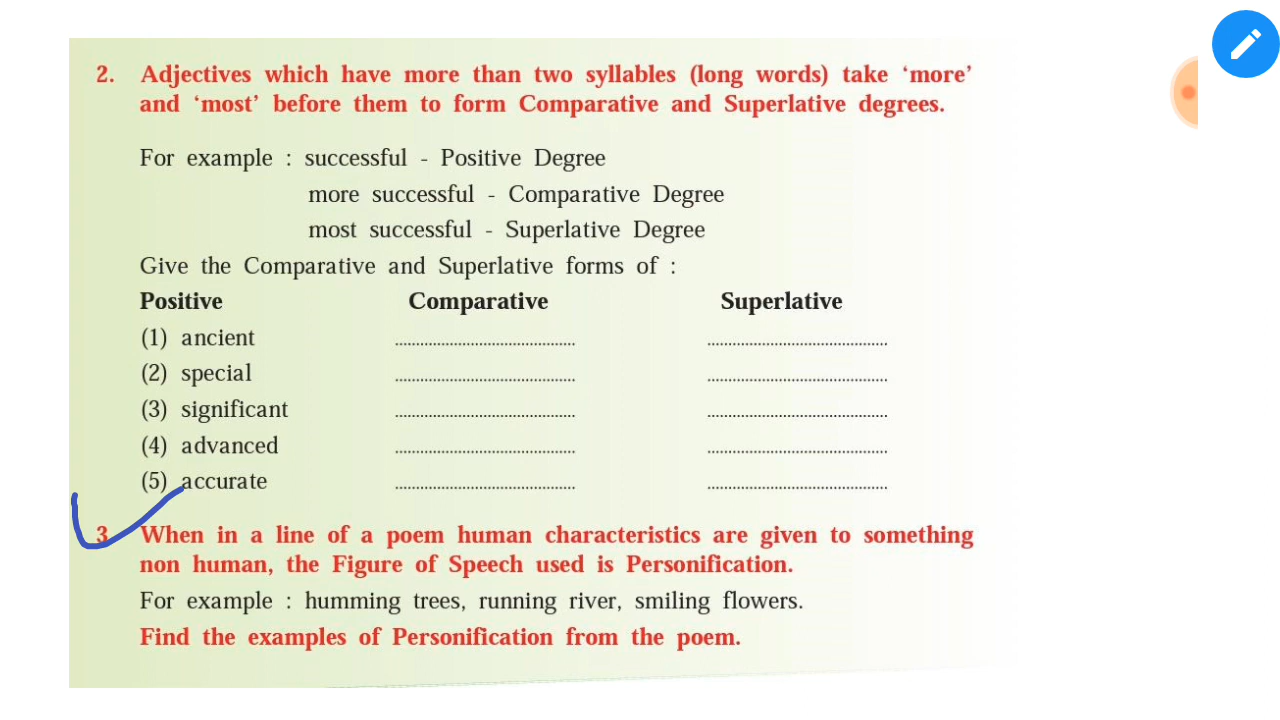 2. Adjectives which have more than two syllables (long words) take ‘more’
and ‘most’ before them to form Comparative and Superlative degrees.
For example : successful - Positive Degree
more successful - Comparative Degree
most successful - Superlative Degree
Give the Comparative and Superlative forms of :
Positive Comparative Superlative
(1) ancient ........................................... ...........................................
(2) special ........................................... ...........................................
(3) significant ........................................... ...........................................
(4) advanced ........................................... ...........................................
(5) accurate ........................................... ...........................................
3. When in a line of a poem human characteristics are given to something
non human, the Figure of Speech used is Personification.
For example : humming trees, running river, smiling flowers.
Find the examples of Personification from the poem.